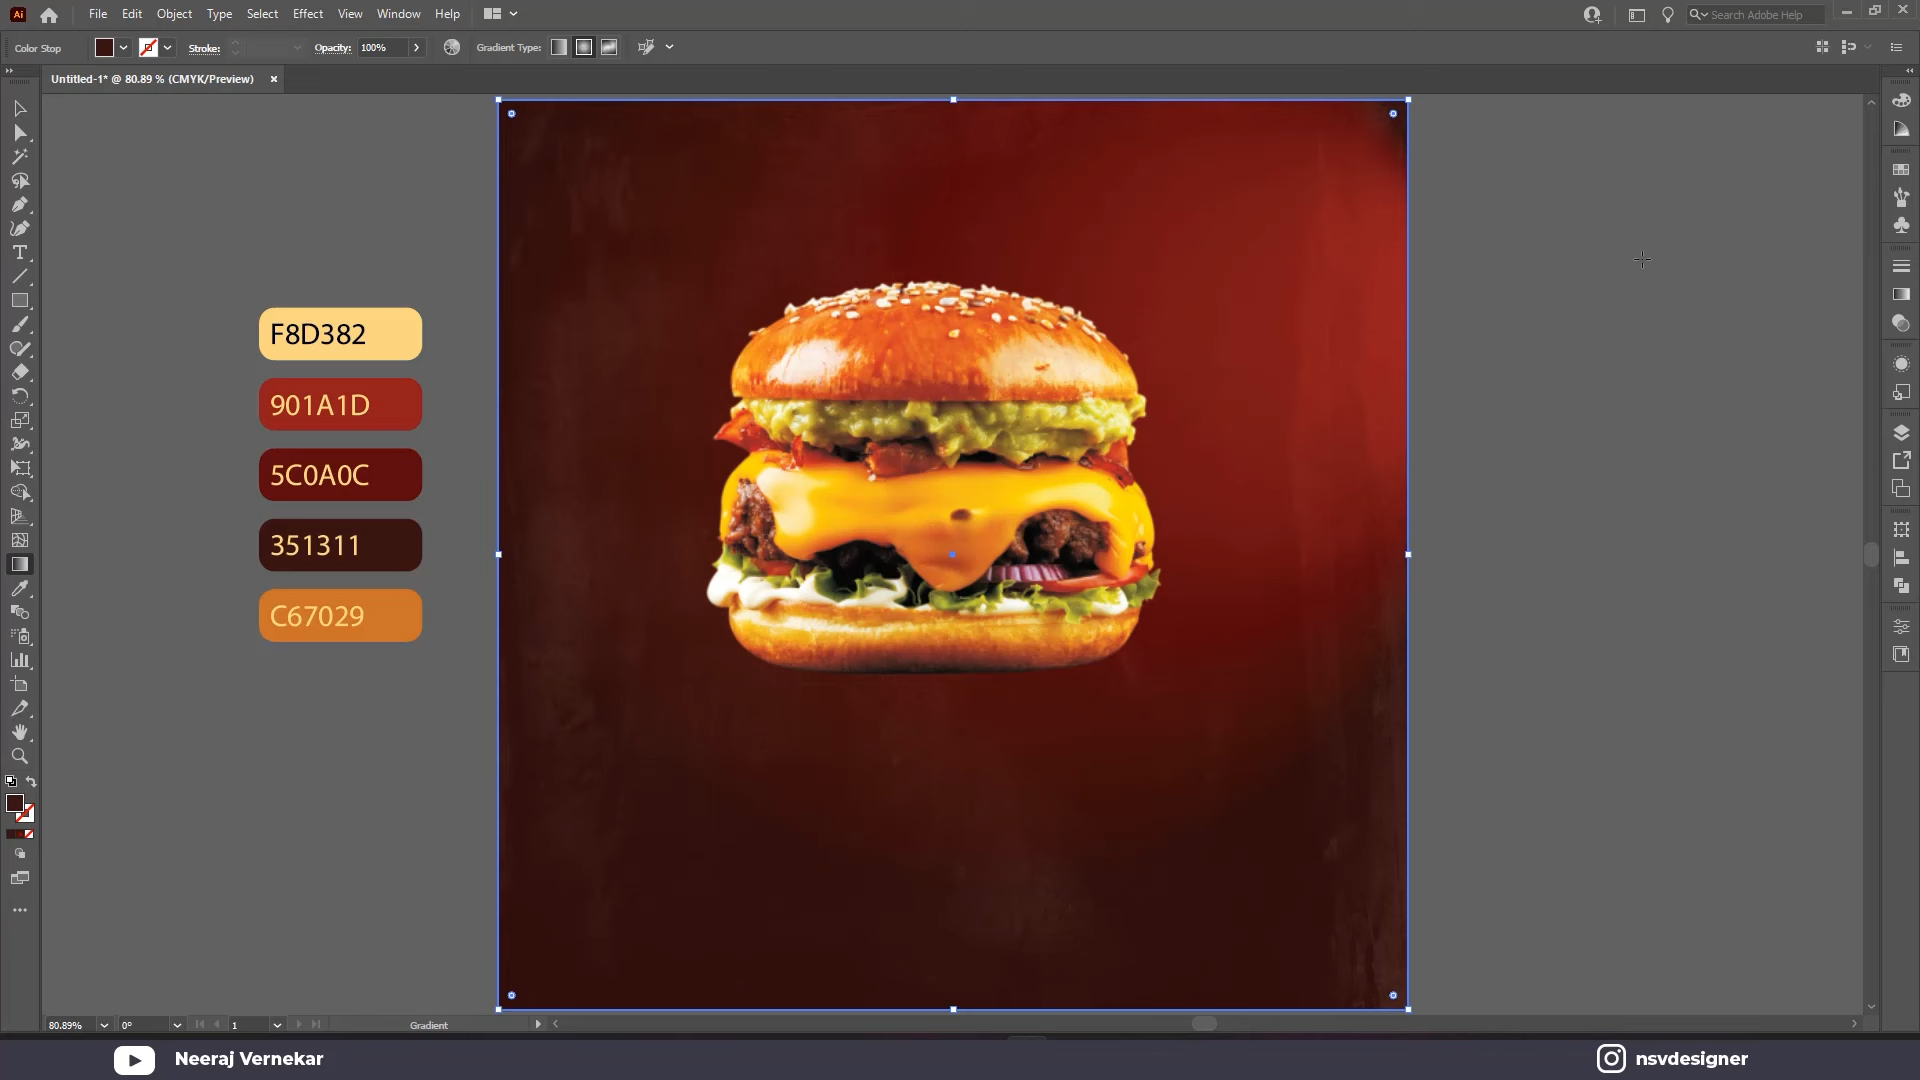 Ai File Edit Object Type Select Effect View Window Help Search Adobe Help
Color Stop Stroke: Opacity: 100% Gradient Type:
Untitled-1* @ 80.89 % (CMYK/Preview) ×
F8D382
901A1D
5C0A0C
351311
C67029
80.89% 0° 1 Gradient
Neeraj Vernekar nsvdesigner